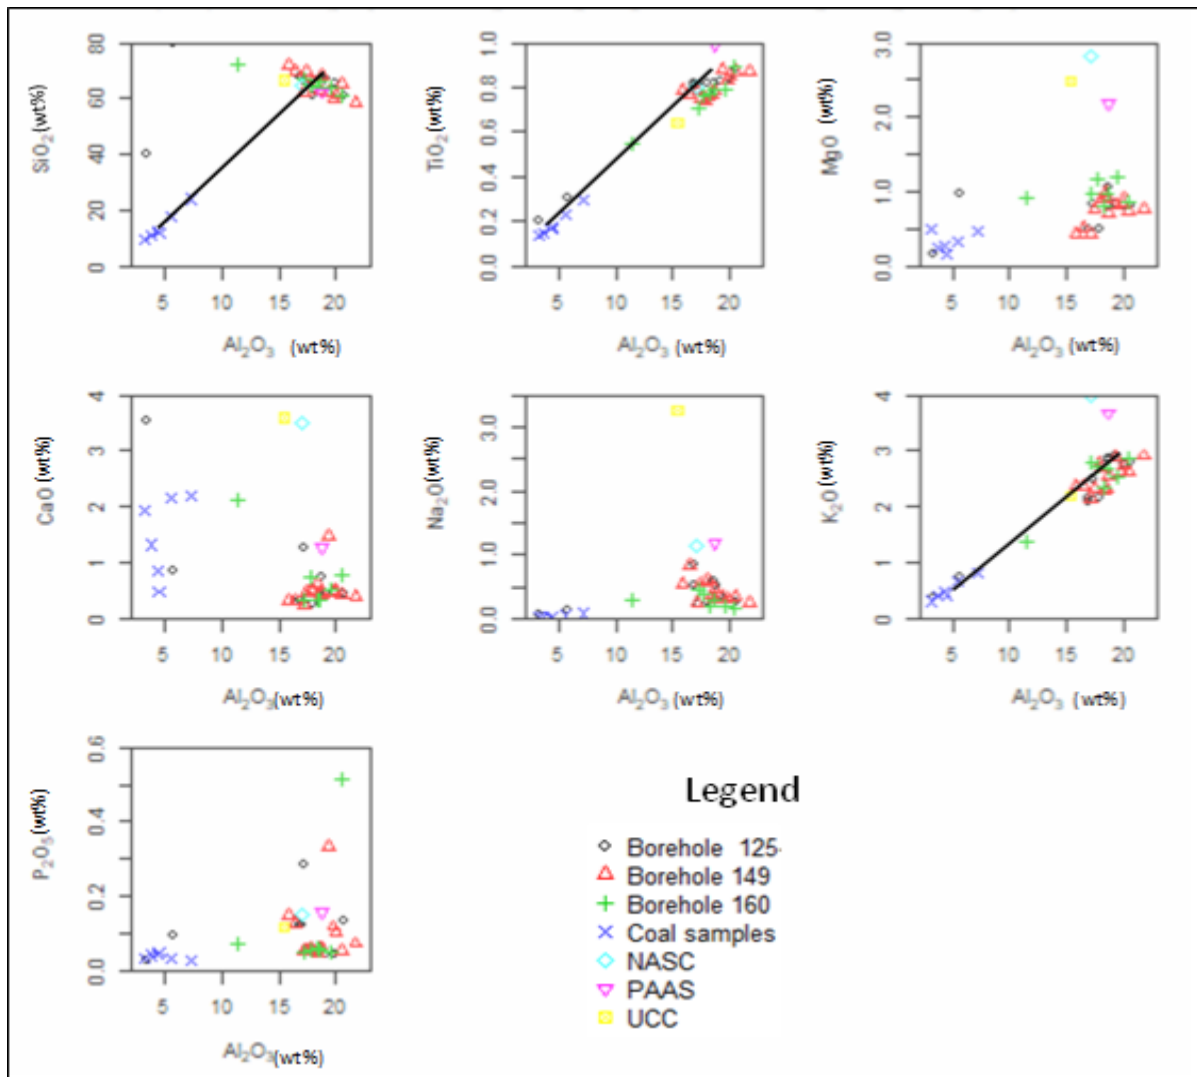 SiO₂ (wt%)
0 20 40 60 80
5 10 15 20
Al₂O₃ (wt%)
TiO₂ (wt%)
0.0 0.2 0.4 0.6 0.8 1.0
5 10 15 20
Al₂O₃ (wt%)
MgO (wt%)
0.0 1.0 2.0 3.0
5 10 15 20
Al₂O₃ (wt%)
CaO (wt%)
0 1 2 3 4
5 10 15 20
Al₂O₃(wt%)
Na₂O(wt%)
0.0 1.0 2.0 3.0
5 10 15 20
Al₂O₃ (wt%)
K₂O (wt%)
0 1 2 3 4
5 10 15 20
Al₂O₃ (wt%)
P₂O₅(wt%)
0.0 0.2 0.4 0.6
5 10 15 20
Al₂O₃(wt%)
Legend
Borehole 125
Borehole 149
Borehole 160
Coal samples
NASC
PAAS
UCC